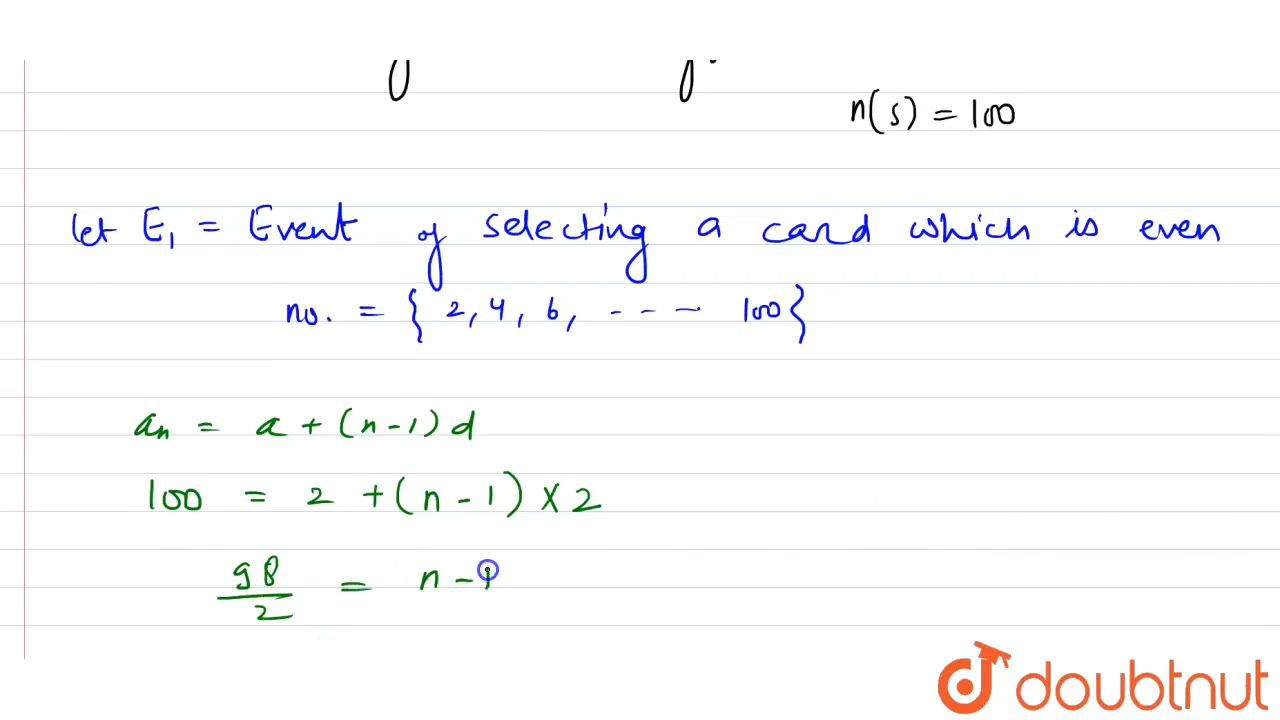 n(s) = 100
let E₁ = Event of selecting a card which is even
no. = { 2, 4, 6, ---- 100}
aₙ = a + (n-1) d
100 = 2 + (n - 1) × 2
98/2 = n - 1
doubtnut